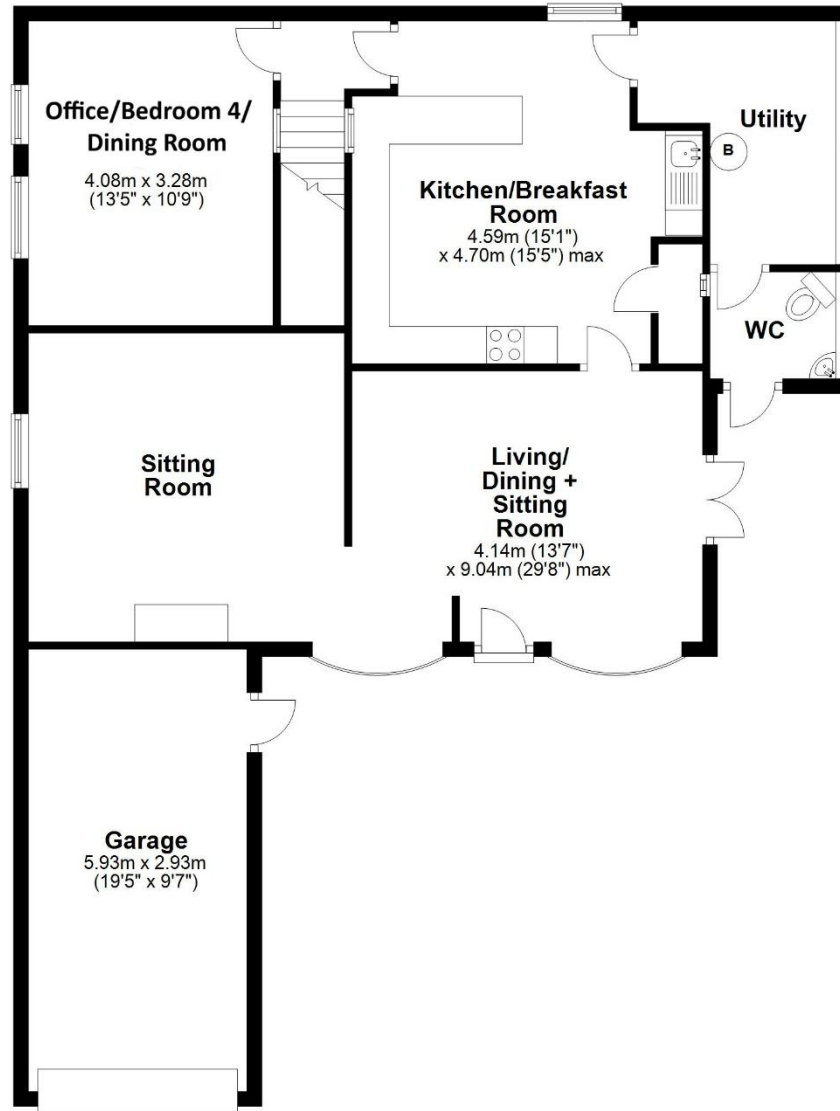 Office/Bedroom 4/
Dining Room
4.08m x 3.28m
(13'5" x 10'9")
Utility
B
Kitchen/Breakfast
Room
4.59m (15'1")
x 4.70m (15'5") max
WC
Sitting
Room
Living/
Dining +
Sitting
Room
4.14m (13'7")
x 9.04m (29'8") max
Garage
5.93m x 2.93m
(19'5" x 9'7")